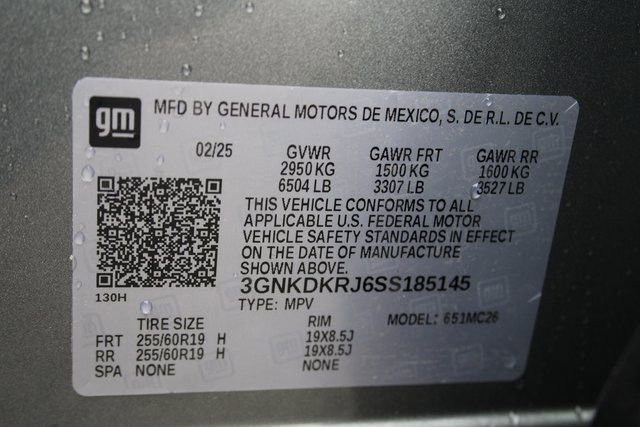 gm MFD BY GENERAL MOTORS DE MEXICO, S. DE R.L. DE C.V.
02/25 GVWR GAWR FRT GAWR RR
2950 KG 1500 KG 1600 KG
6504 LB 3307 LB 3527 LB
THIS VEHICLE CONFORMS TO ALL
APPLICABLE U.S. FEDERAL MOTOR
VEHICLE SAFETY STANDARDS IN EFFECT
ON THE DATE OF MANUFACTURE
SHOWN ABOVE.
3GNKDKRJ6SS185145
130H
TYPE: MPV MODEL: 651MC26
TIRE SIZE RIM
FRT 255/60R19 H 19X8.5J
RR 255/60R19 H 19X8.5J
SPA NONE NONE